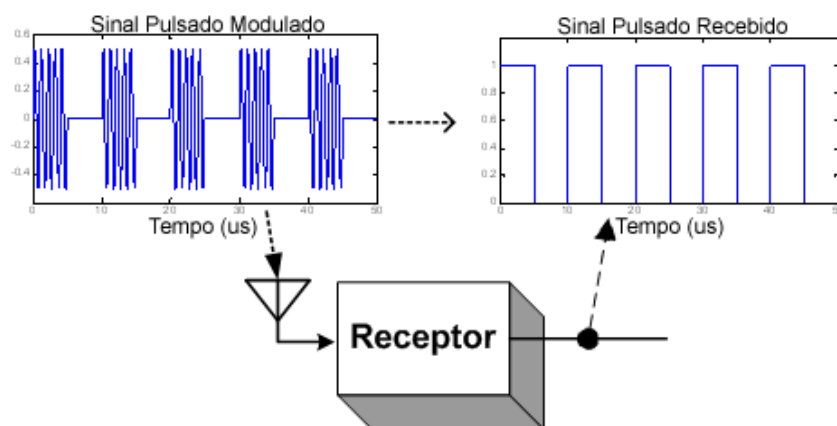 Sinal Pulsado Modulado
0.6
0.4
0.2
0
-0.2
-0.4
0 10 20 30 40 50
Tempo (us)
Sinal Pulsado Recebido
1
0.8
0.6
0.4
0.2
0
0 10 20 30 40 50
Tempo (us)
Receptor